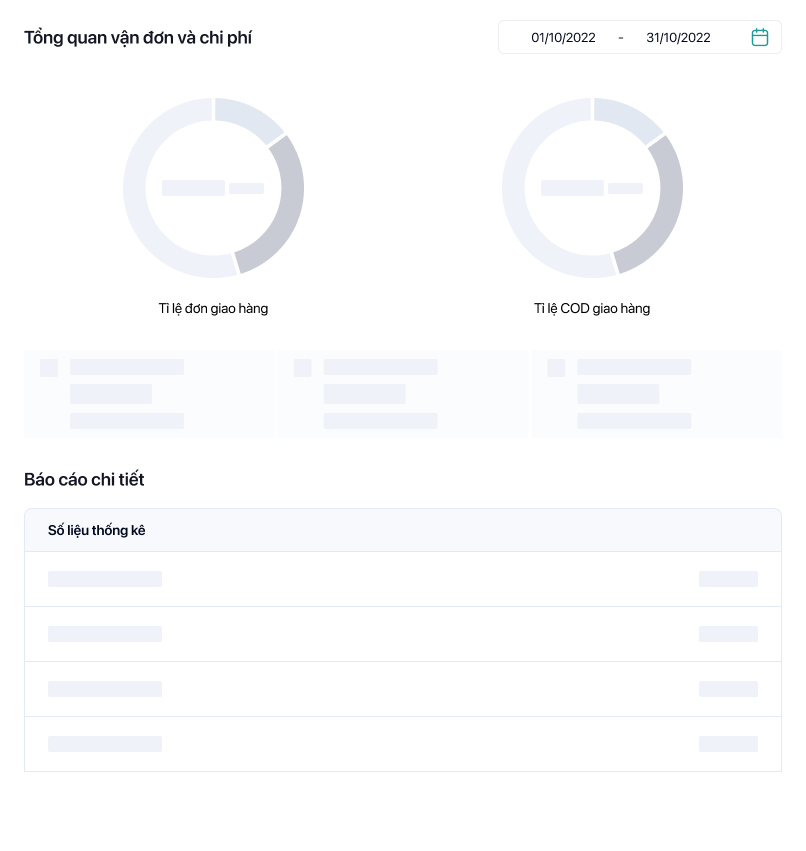 Tổng quan vận đơn và chi phí
01/10/2022 - 31/10/2022
Tỉ lệ đơn giao hàng
Tỉ lệ COD giao hàng
Báo cáo chi tiết
Số liệu thống kê